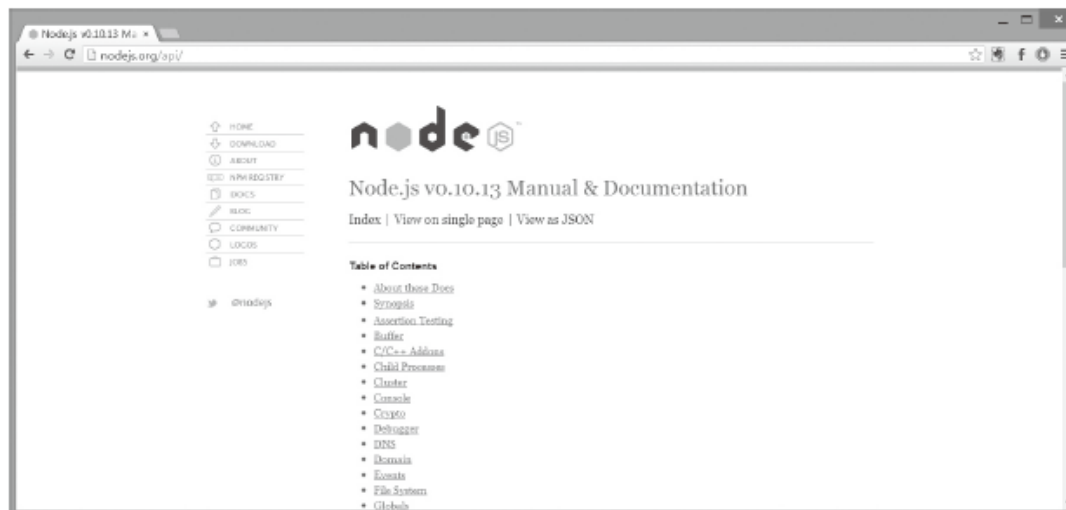 Node.js v0.10.13 Ma
nodejs.org/api/
HOME
DOWNLOAD
ABOUT
NPM REGISTRY
DOCS
BLOG
COMMUNITY
LOGOS
JOBS
@nodejs
node JS
Node.js v0.10.13 Manual & Documentation
Index | View on single page | View as JSON
Table of Contents
About these Docs
Synopsis
Assertion Testing
Buffer
C/C++ Addons
Child Processes
Cluster
Console
Crypto
Debugger
DNS
Domain
Events
File System
Globals